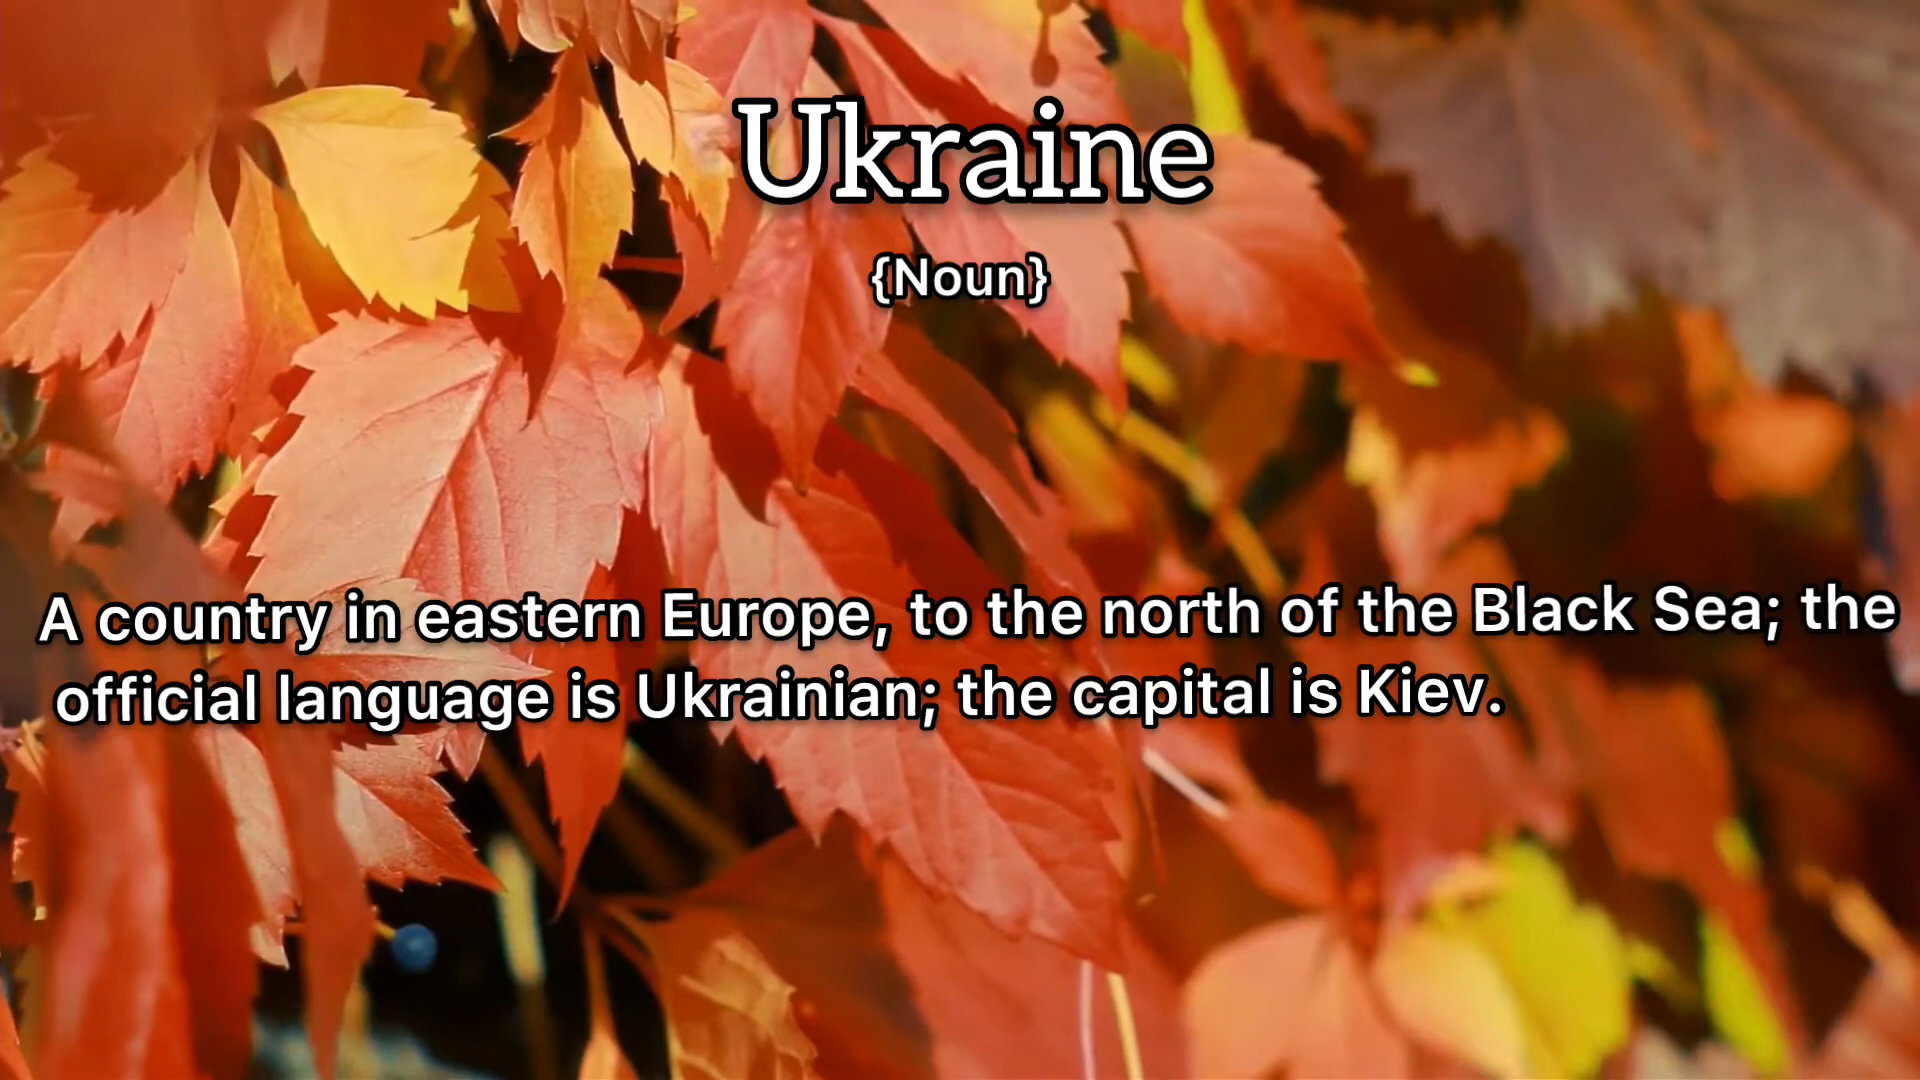 Ukraine
{Noun}
A country in eastern Europe, to the north of the Black Sea; the
official language is Ukrainian; the capital is Kiev.